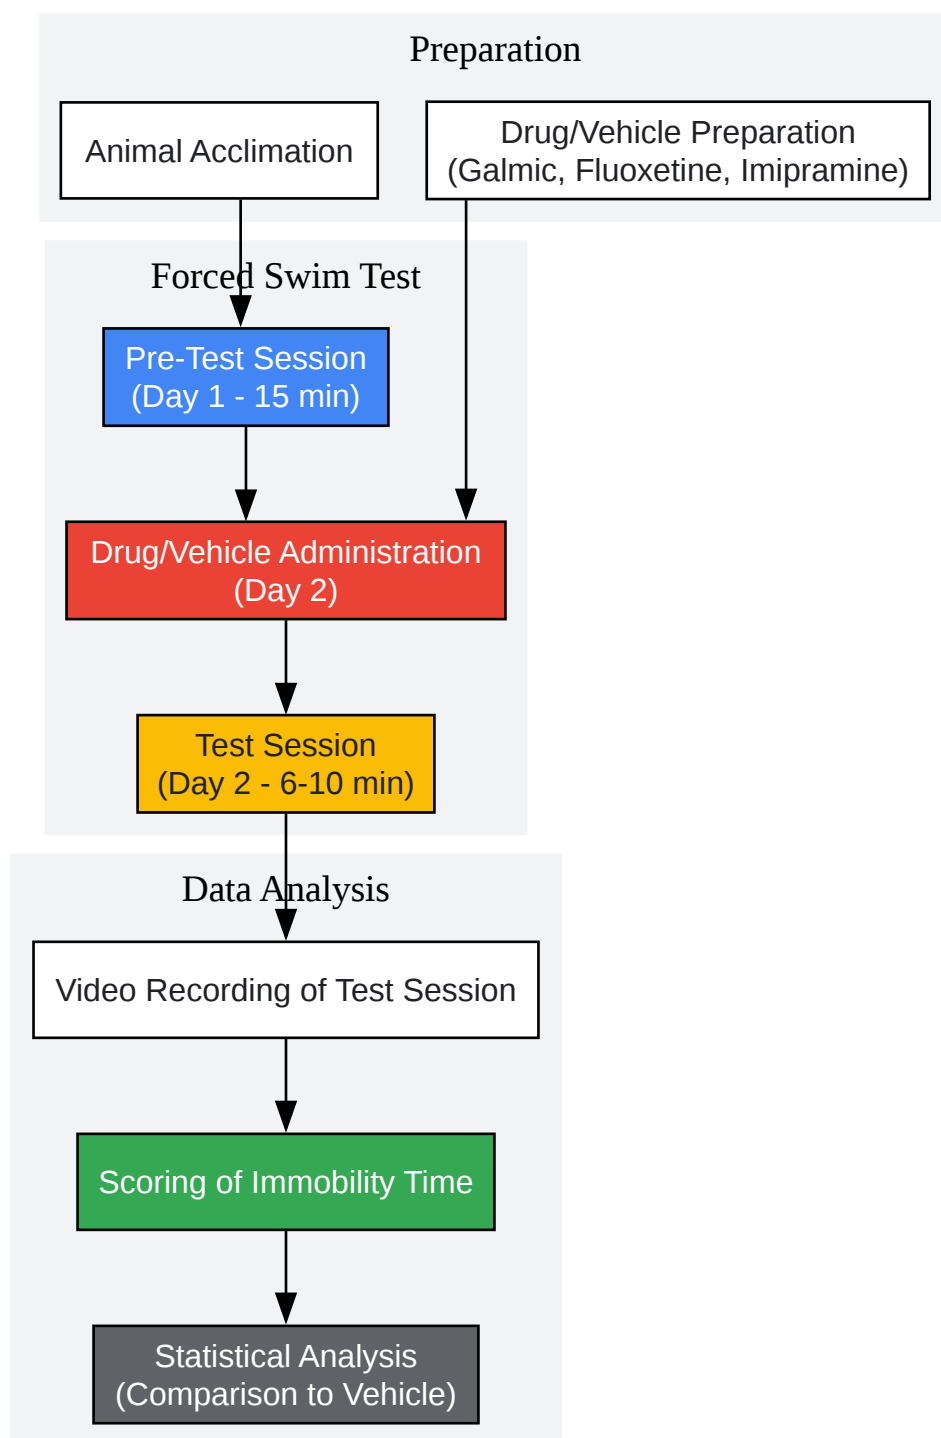 Preparation
Animal Acclimation
Drug/Vehicle Preparation
(Galmic, Fluoxetine, Imipramine)
Forced Swim Test
Pre-Test Session
(Day 1 - 15 min)
Drug/Vehicle Administration
(Day 2)
Test Session
(Day 2 - 6-10 min)
Data Analysis
Video Recording of Test Session
Scoring of Immobility Time
Statistical Analysis
(Comparison to Vehicle)